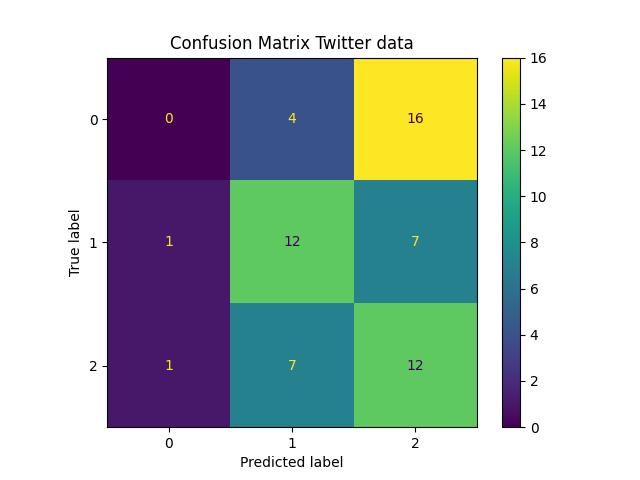 Confusion Matrix Twitter data
16
0 0 4 16
14
12
10
True label 1 1 12 7
8
6
4
2 1 7 12
2
0
0 1 2
Predicted label